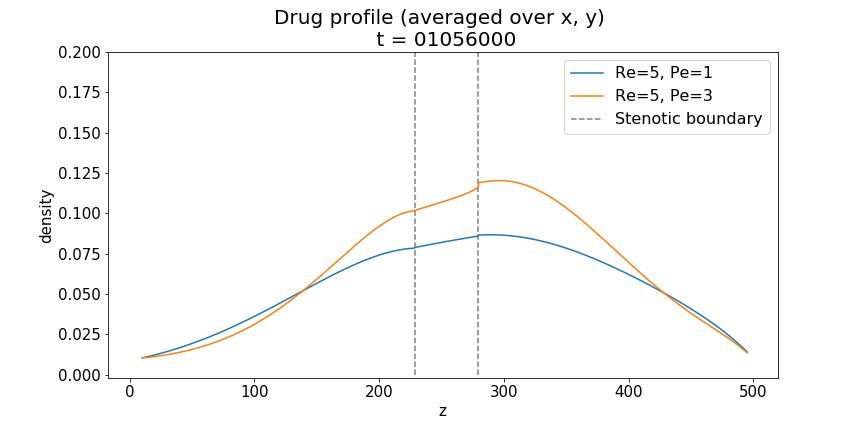 Drug profile (averaged over x, y)
t = 01056000
0.200
0.175
0.150
0.125
0.100
0.075
0.050
0.025
0.000
density
Re=5, Pe=1
Re=5, Pe=3
Stenotic boundary
0 100 200 300 400 500
z